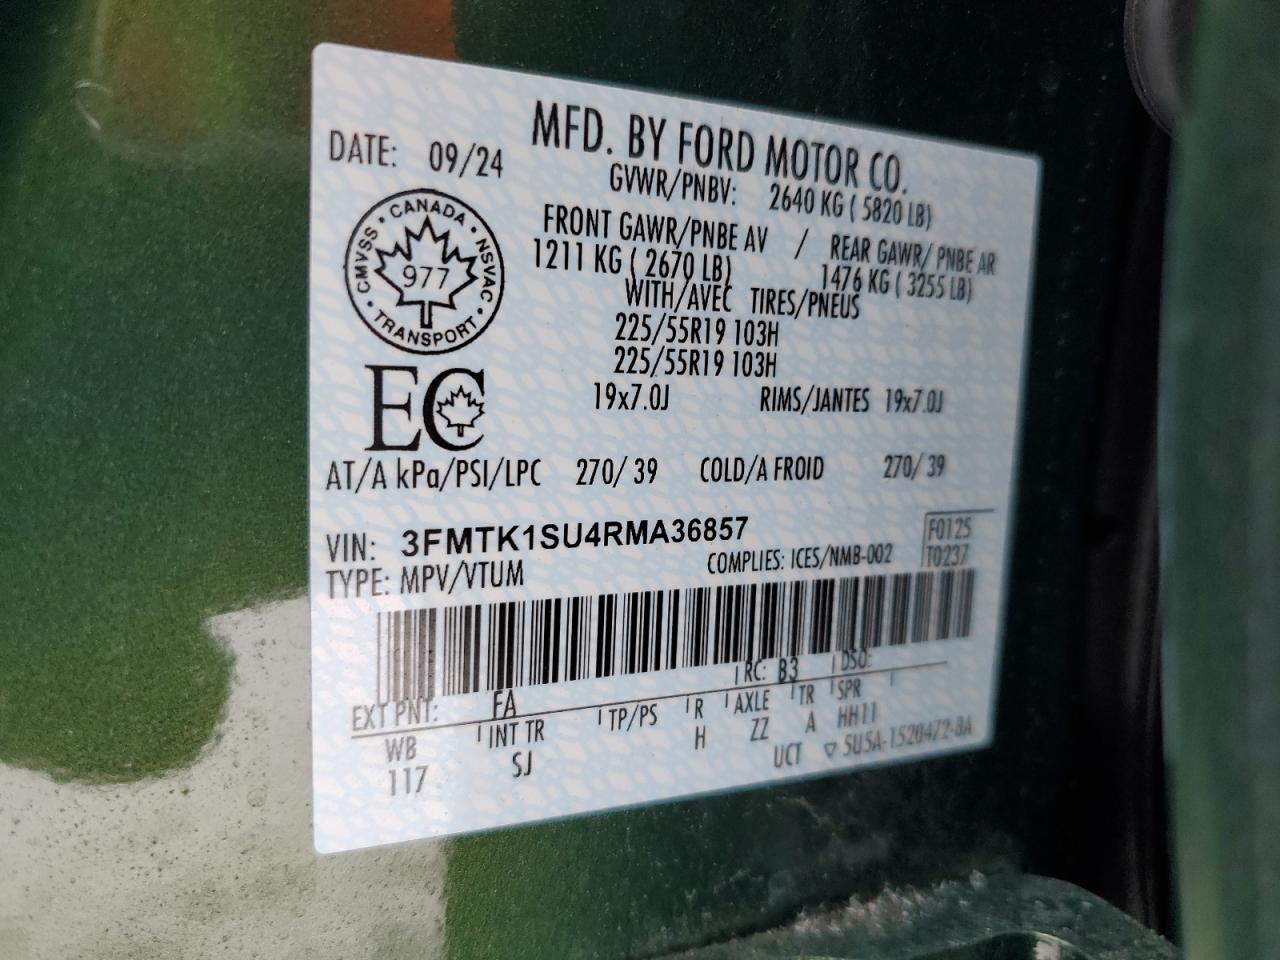 MFD. BY FORD MOTOR CO.
DATE: 09/24
GVWR/PNBV: 2640 KG ( 5820 LB)
FRONT GAWR/PNBE AV / REAR GAWR/ PNBE AR
1211 KG ( 2670 LB) 1476 KG ( 3255 LB)
WITH/AVEC TIRES/PNEUS
225/55R19 103H
225/55R19 103H
19x7.0J RIMS/JANTES 19x7.0J
CANADA
CMVSS • NSVAC
977
TRANSPORT
EC
AT/A kPa/PSI/LPC 270/ 39 COLD/A FROID 270/ 39
VIN: 3FMTK1SU4RMA36857
F0125
TYPE: MPV/VTUM COMPLIES: ICES/NMB-002 T0237
RC: B3 DSO:
EXT PNT: FA
WB INT TR TP/PS R AXLE TR SPR
117 SJ H ZZ A HH11
UCT ▽ 5U5A-1520472-BA